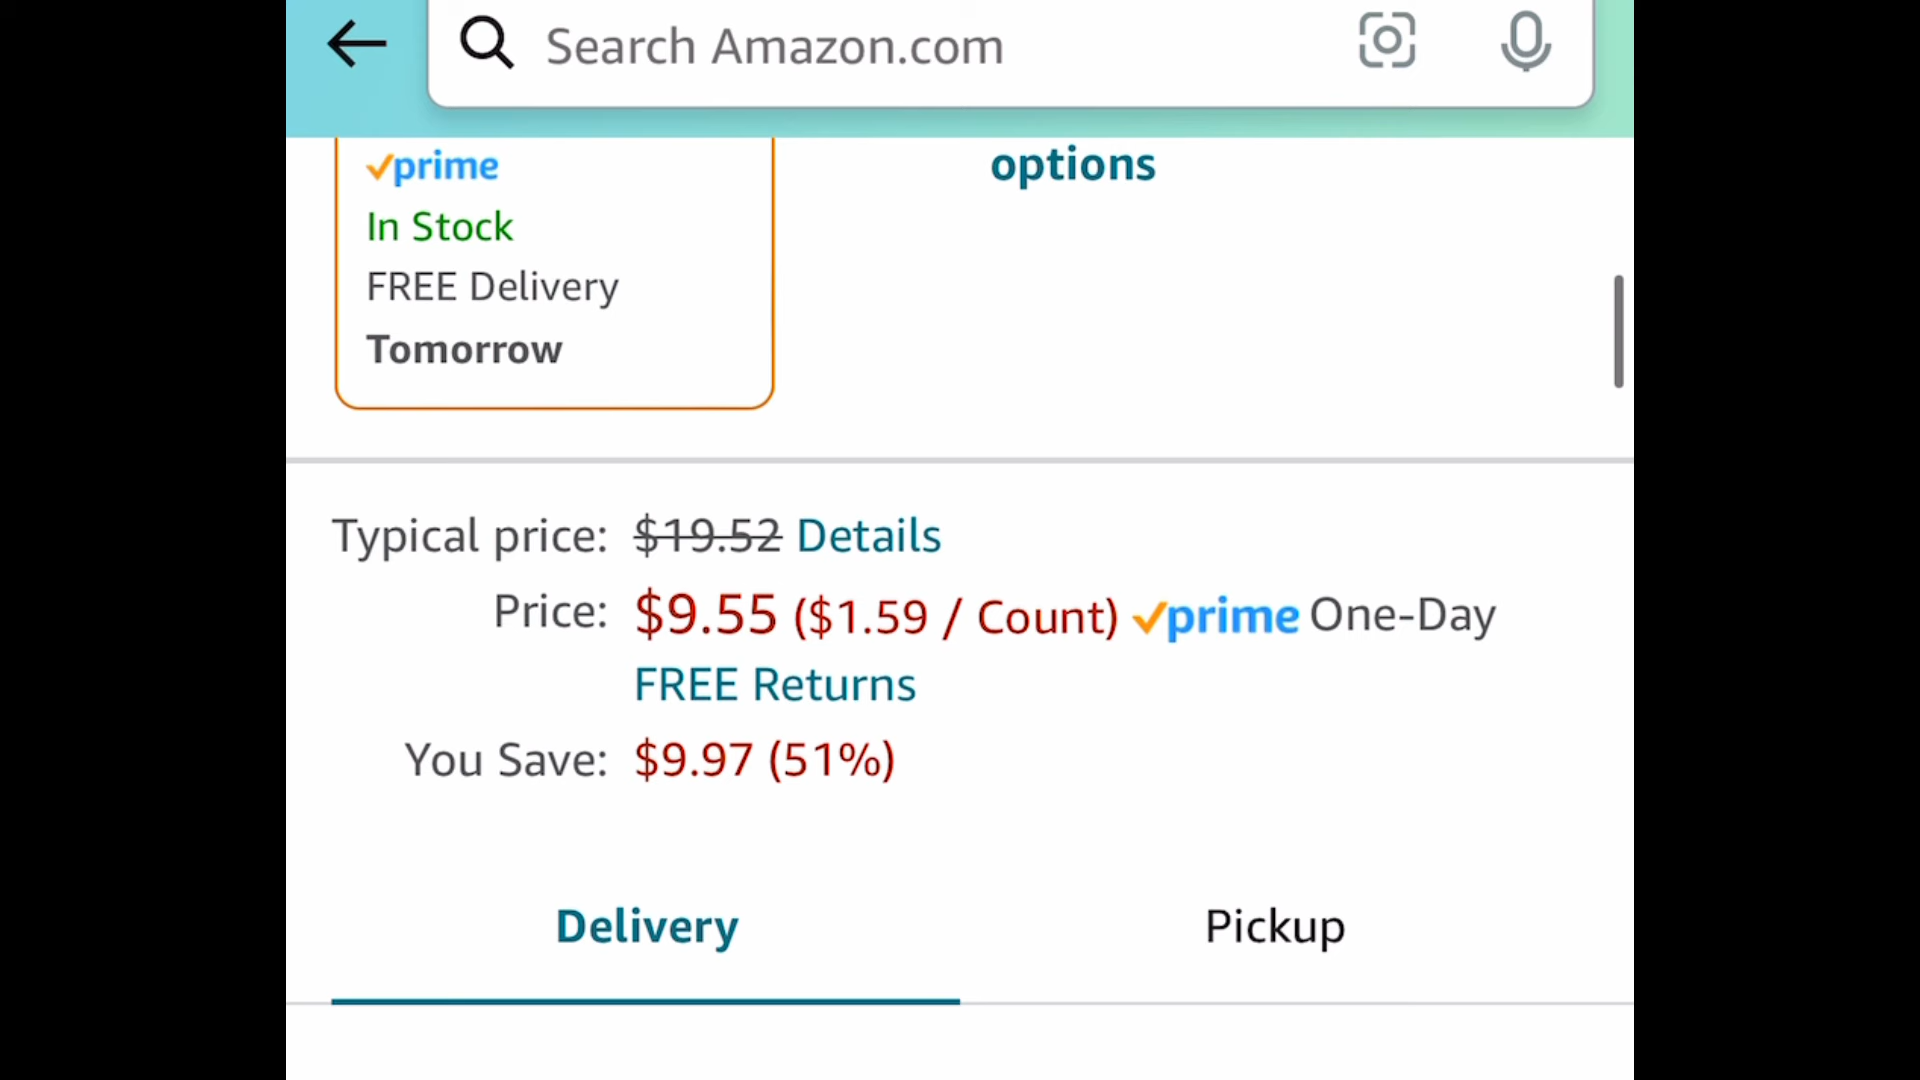 Search Amazon.com
prime
options
In Stock
FREE Delivery
Tomorrow
Typical price: $19.52 Details
Price: $9.55 ($1.59 / Count) prime One-Day
FREE Returns
You Save: $9.97 (51%)
Delivery Pickup